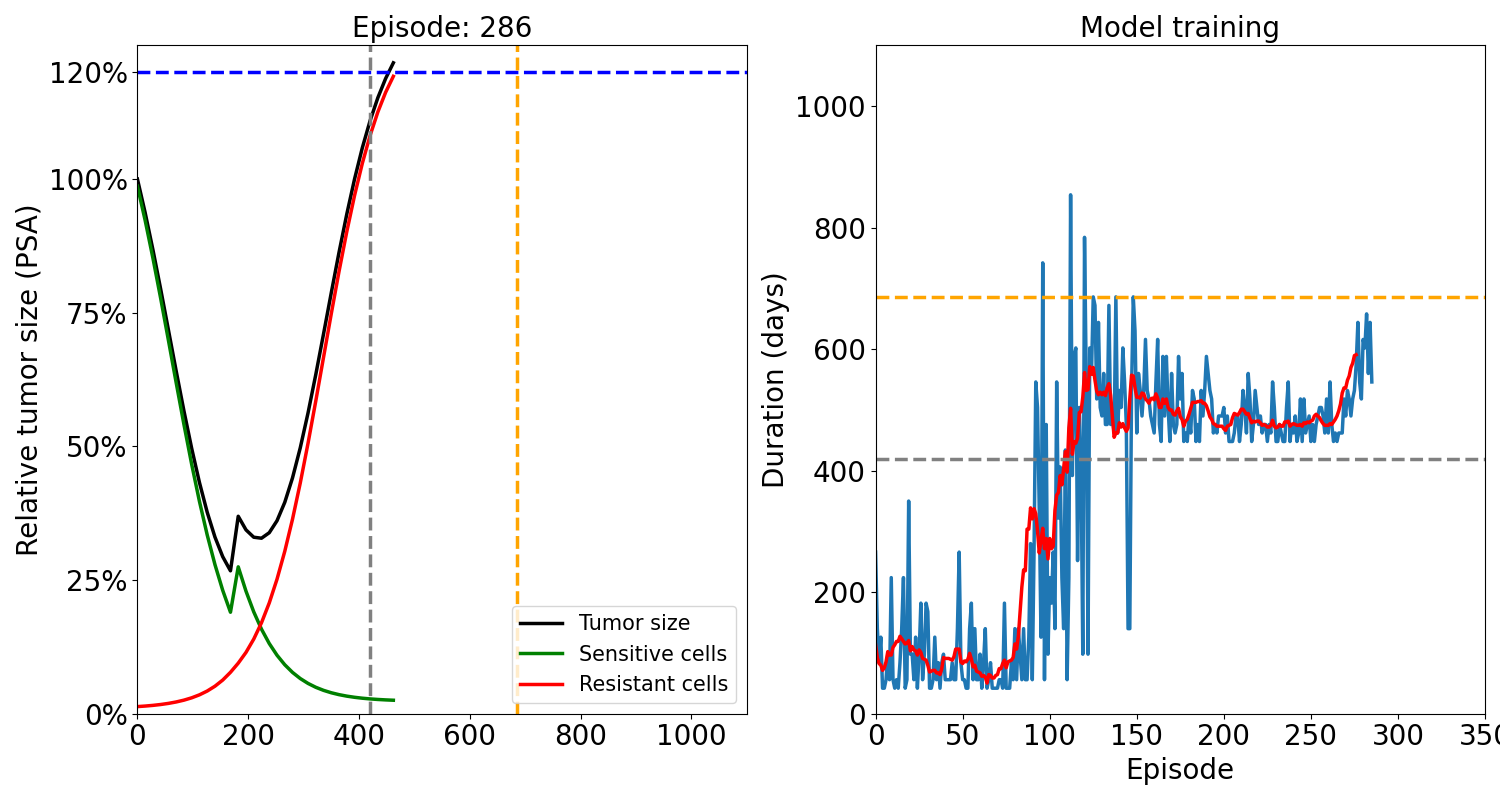 Episode: 286
Relative tumor size (PSA)
120%
100%
75%
50%
25%
0%
0 200 400 600 800 1000
Tumor size
Sensitive cells
Resistant cells
Model training
Duration (days)
1000
800
600
400
200
0
0 50 100 150 200 250 300 350
Episode